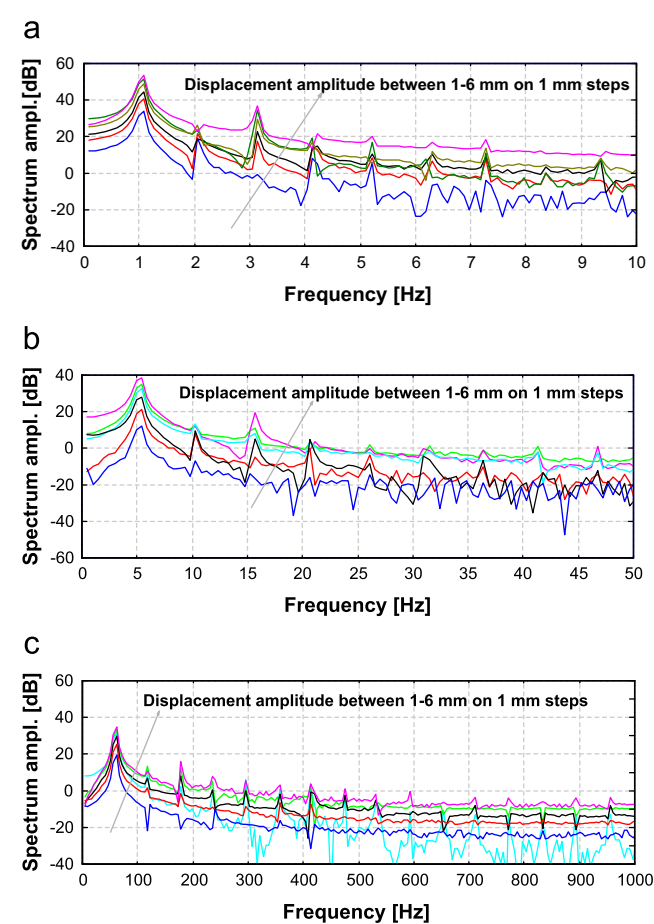 a
Spectrum ampl.[dB]
60
40
20
0
-20
-40
Displacement amplitude between 1-6 mm on 1 mm steps
0 1 2 3 4 5 6 7 8 9 10
Frequency [Hz]
b
Spectrum ampl. [dB]
40
20
0
-20
-40
-60
Displacement amplitude between 1-6 mm on 1 mm steps
0 5 10 15 20 25 30 35 40 45 50
Frequency [Hz]
c
Spectrum ampl. [dB]
60
40
20
0
-20
-40
Displacement amplitude between 1-6 mm on 1 mm steps
0 100 200 300 400 500 600 700 800 900 1000
Frequency [Hz]